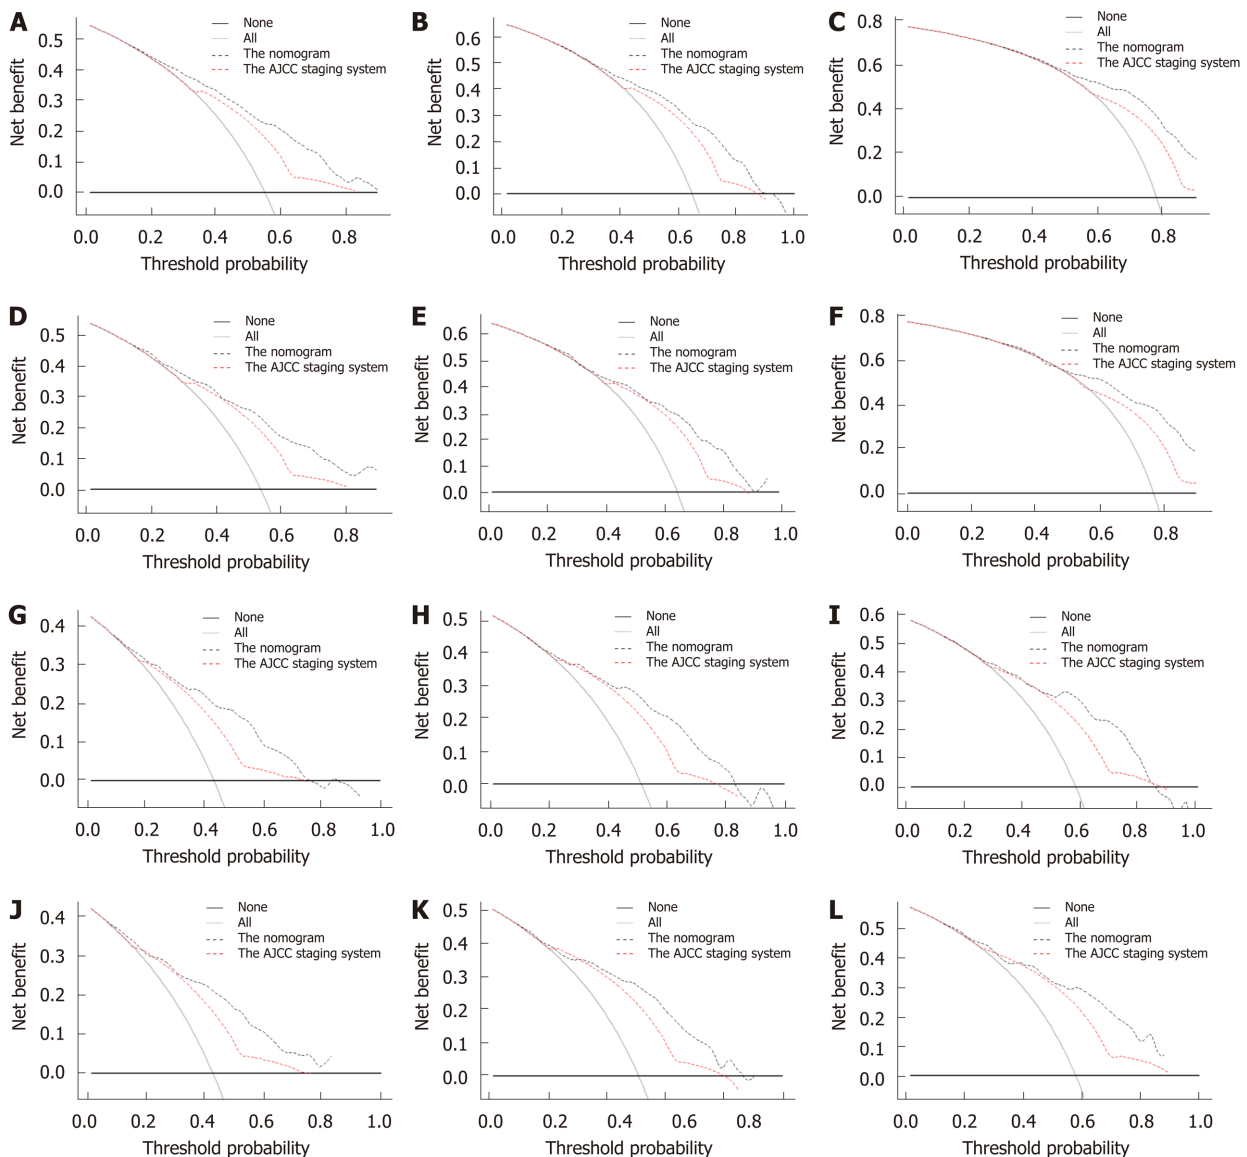 A
Net benefit
0.5
0.4
0.3
0.2
0.1
0.0
None
All
The nomogram
The AJCC staging system
0.0 0.2 0.4 0.6 0.8
Threshold probability
B
Net benefit
0.6
0.5
0.4
0.3
0.2
0.1
0.0
None
All
The nomogram
The AJCC staging system
0.0 0.2 0.4 0.6 0.8 1.0
Threshold probability
C
Net benefit
0.8
0.6
0.4
0.2
0.0
None
All
The nomogram
The AJCC staging system
0.0 0.2 0.4 0.6 0.8
Threshold probability
D
Net benefit
0.5
0.4
0.3
0.2
0.1
0.0
None
All
The nomogram
The AJCC staging system
0.0 0.2 0.4 0.6 0.8
Threshold probability
E
Net benefit
0.6
0.5
0.4
0.3
0.2
0.1
0.0
None
All
The nomogram
The AJCC staging system
0.0 0.2 0.4 0.6 0.8 1.0
Threshold probability
F
Net benefit
0.8
0.6
0.4
0.2
0.0
None
All
The nomogram
The AJCC staging system
0.0 0.2 0.4 0.6 0.8
Threshold probability
G
Net benefit
0.4
0.3
0.2
0.1
0.0
None
All
The nomogram
The AJCC staging system
0.0 0.2 0.4 0.6 0.8 1.0
Threshold probability
H
Net benefit
0.5
0.4
0.3
0.2
0.1
0.0
None
All
The nomogram
The AJCC staging system
0.0 0.2 0.4 0.6 0.8 1.0
Threshold probability
I
Net benefit
0.6
0.5
0.4
0.3
0.2
0.1
0.0
None
All
The nomogram
The AJCC staging system
0.0 0.2 0.4 0.6 0.8 1.0
Threshold probability
J
Net benefit
0.4
0.3
0.2
0.1
0.0
None
All
The nomogram
The AJCC staging system
0.0 0.2 0.4 0.6 0.8 1.0
Threshold probability
K
Net benefit
0.5
0.4
0.3
0.2
0.1
0.0
None
All
The nomogram
The AJCC staging system
0.0 0.2 0.4 0.6 0.8 1.0
Threshold probability
L
Net benefit
0.5
0.4
0.3
0.2
0.1
0.0
None
All
The nomogram
The AJCC staging system
0.0 0.2 0.4 0.6 0.8 1.0
Threshold probability